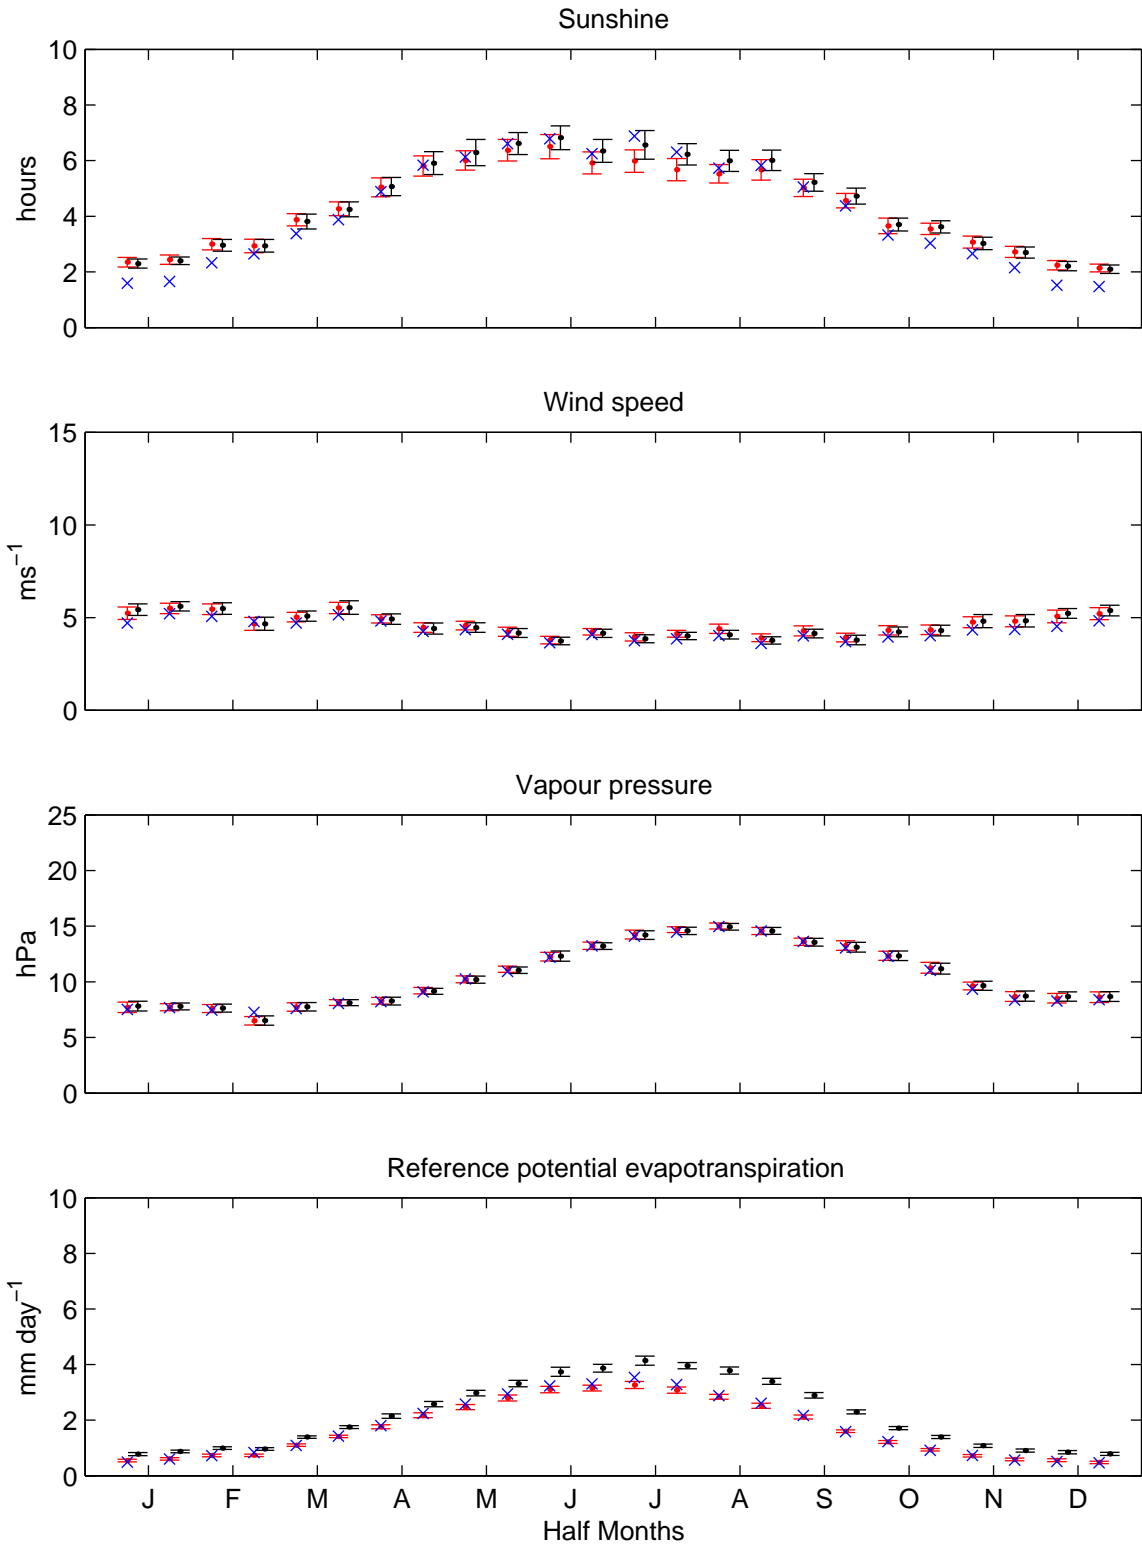 Sunshine
10
8
6
4
2
0
hours
Wind speed
15
10
5
0
ms⁻¹
Vapour pressure
25
20
15
10
5
0
hPa
Reference potential evapotranspiration
10
8
6
4
2
0
mm day⁻¹
J F M A M J J A S O N D
Half Months